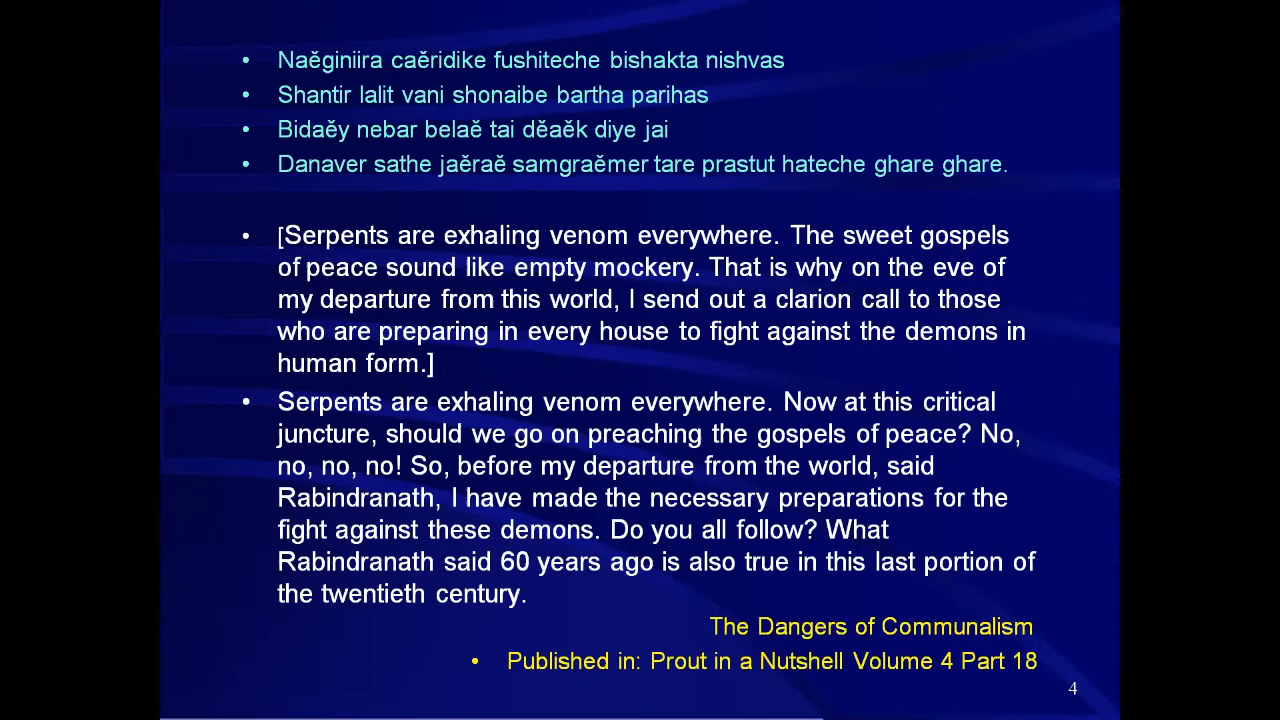 • Naěginiira caěridike fushiteche bishakta nishvas
• Shantir lalit vani shonaibe bartha parihas
• Bidaěy nebar belaě tai děaěk diye jai
• Danaver sathe jaěraě samgraěmer tare prastut hateche ghare ghare.
• [Serpents are exhaling venom everywhere. The sweet gospels
of peace sound like empty mockery. That is why on the eve of
my departure from this world, I send out a clarion call to those
who are preparing in every house to fight against the demons in
human form.]
• Serpents are exhaling venom everywhere. Now at this critical
juncture, should we go on preaching the gospels of peace? No,
no, no, no! So, before my departure from the world, said
Rabindranath, I have made the necessary preparations for the
fight against these demons. Do you all follow? What
Rabindranath said 60 years ago is also true in this last portion of
the twentieth century.
The Dangers of Communalism
• Published in: Prout in a Nutshell Volume 4 Part 18
4